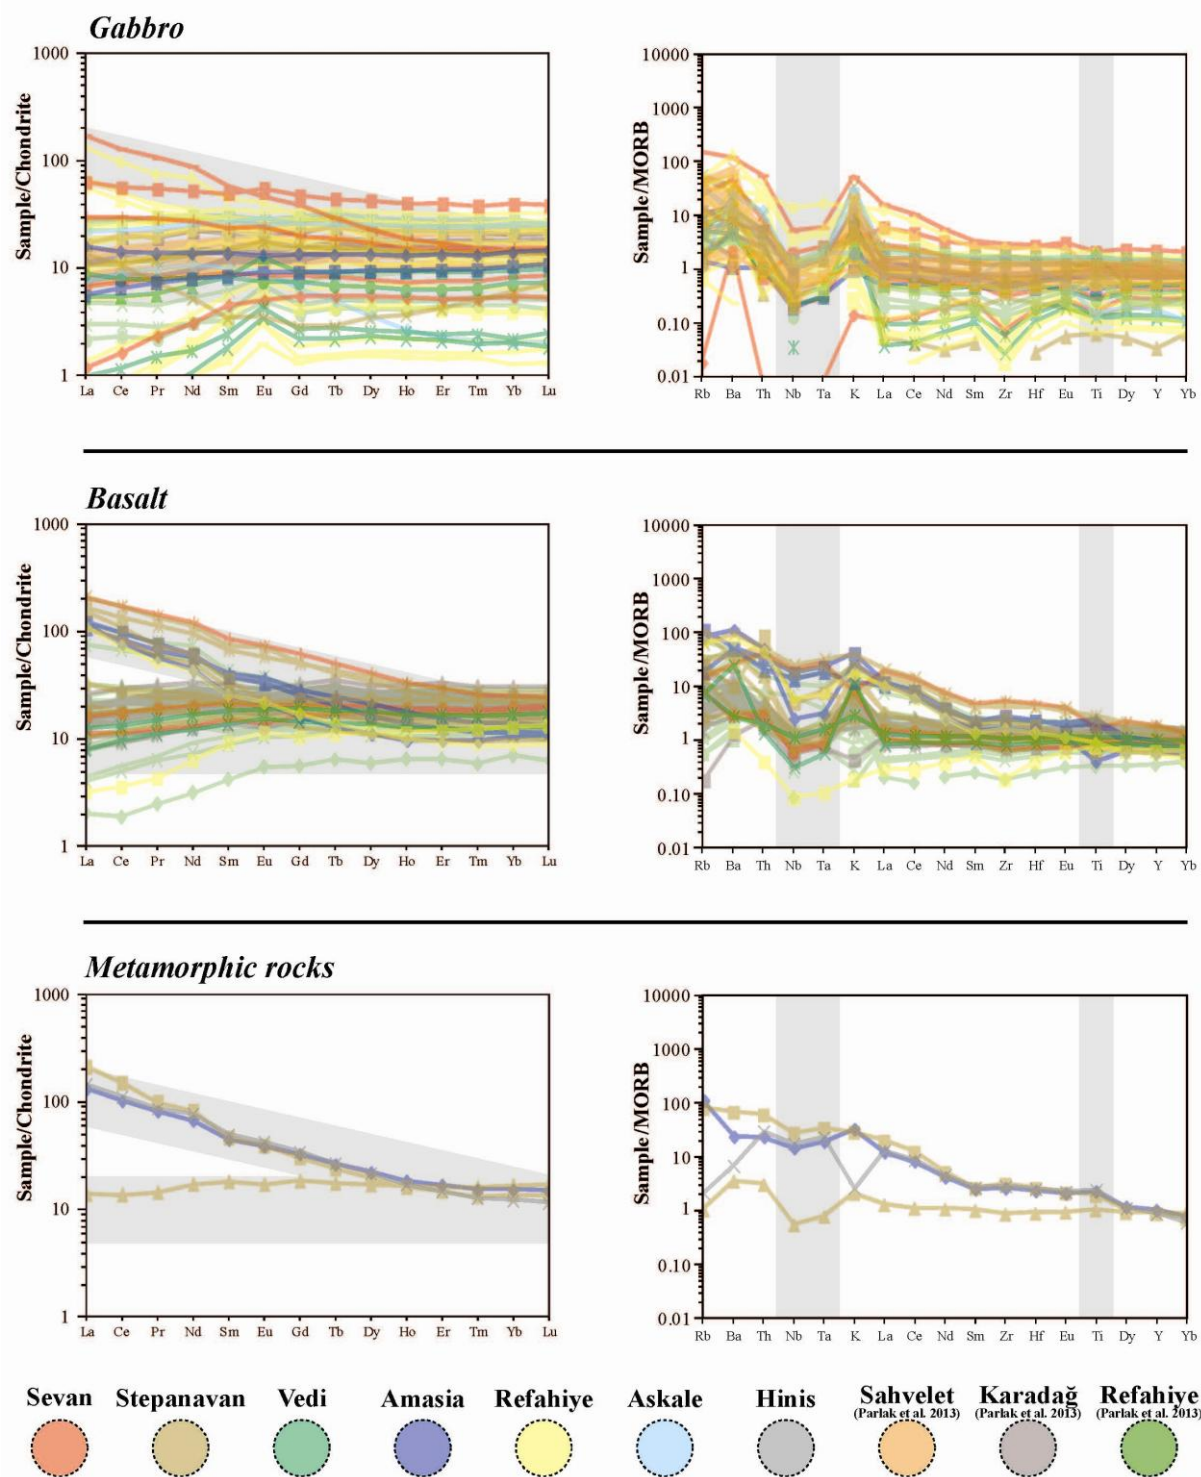 Gabbro
Sample/Chondrite
1000
100
10
1
La Ce Pr Nd Sm Eu Gd Tb Dy Ho Er Tm Yb Lu
Sample/MORB
10000
1000
100
10
1
0.10
0.01
Rb Ba Th Nb Ta K La Ce Nd Sm Zr Hf Eu Ti Dy Y Yb
Basalt
Sample/Chondrite
1000
100
10
1
La Ce Pr Nd Sm Eu Gd Tb Dy Ho Er Tm Yb Lu
Sample/MORB
10000
1000
100
10
1
0.10
0.01
Rb Ba Th Nb Ta K La Ce Nd Sm Zr Hf Eu Ti Dy Y Yb
Metamorphic rocks
Sample/Chondrite
1000
100
10
1
La Ce Pr Nd Sm Eu Gd Tb Dy Ho Er Tm Yb Lu
Sample/MORB
10000
1000
100
10
1
0.10
0.01
Rb Ba Th Nb Ta K La Ce Nd Sm Zr Hf Eu Ti Dy Y Yb
Sevan Stepanavan Vedi Amasia Refahiye Askale Hinis Sahvelet Karadağ Refahiye
(Parlak et al. 2013) (Parlak et al. 2013) (Parlak et al. 2013)